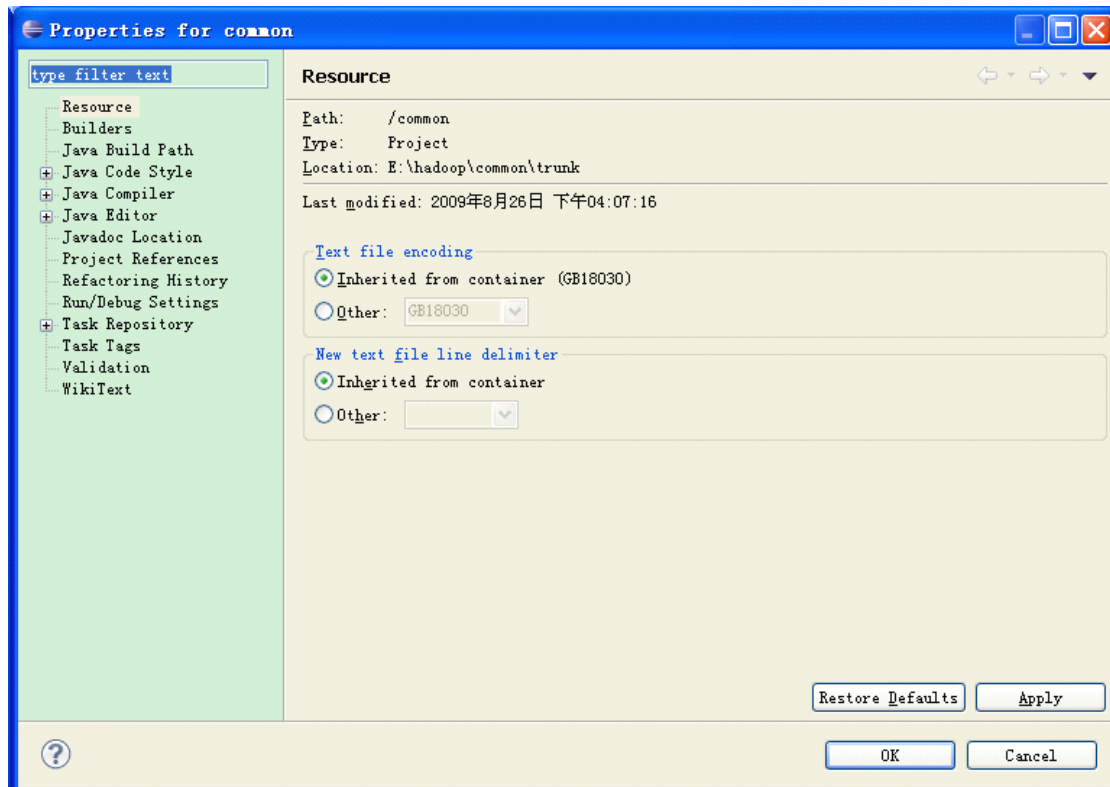 Properties for common
type filter text
Resource
Builders
Java Build Path
Java Code Style
Java Compiler
Java Editor
Javadoc Location
Project References
Refactoring History
Run/Debug Settings
Task Repository
Task Tags
Validation
WikiText
Resource
Path: /common
Type: Project
Location: E:\hadoop\common\trunk
Last modified: 2009年8月26日 下午04:07:16
Text file encoding
Inherited from container (GB18030)
Other: GB18030
New text file line delimiter
Inherited from container
Other:
Restore Defaults Apply
? OK Cancel